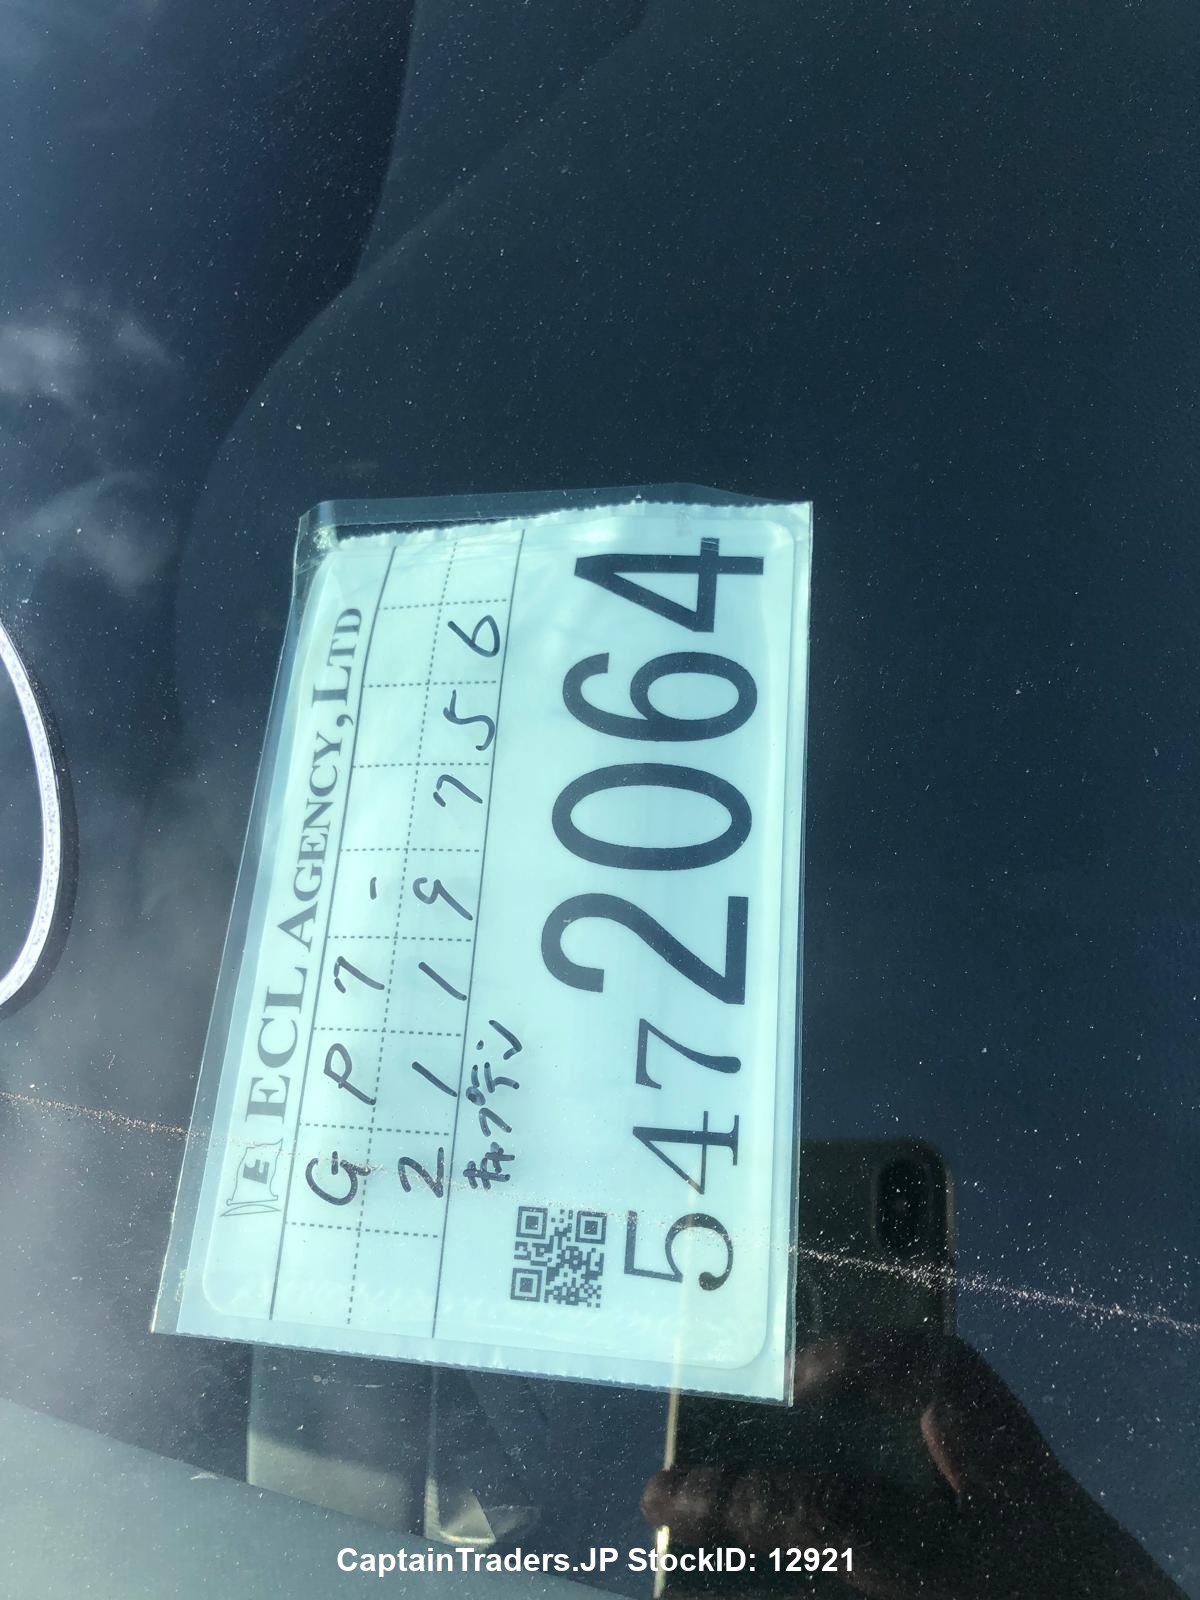 ECL AGENCY, LTD
GP7-
2119756
キャプテン
5472064
CaptainTraders.JP StockID: 12921